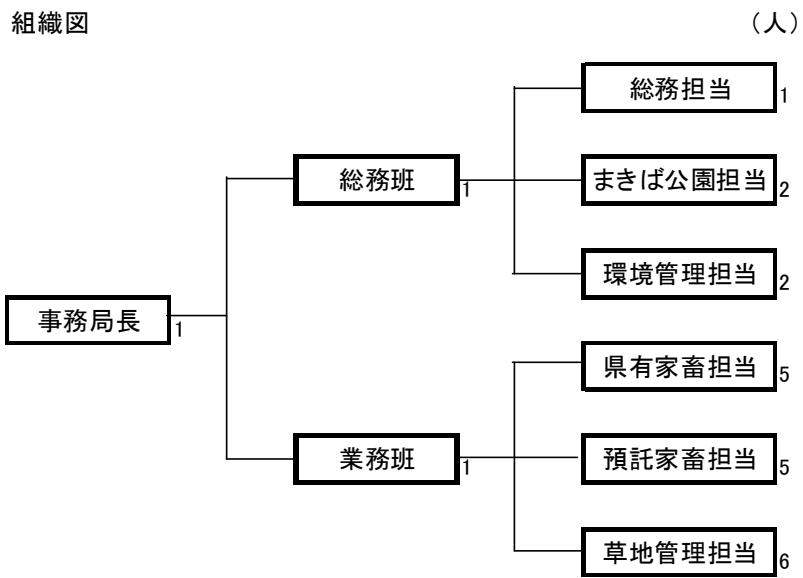 組織図 (人)
総務担当 1
総務班 1
まきば公園担当 2
環境管理担当 2
事務局長 1
県有家畜担当 5
業務班 1
預託家畜担当 5
草地管理担当 6